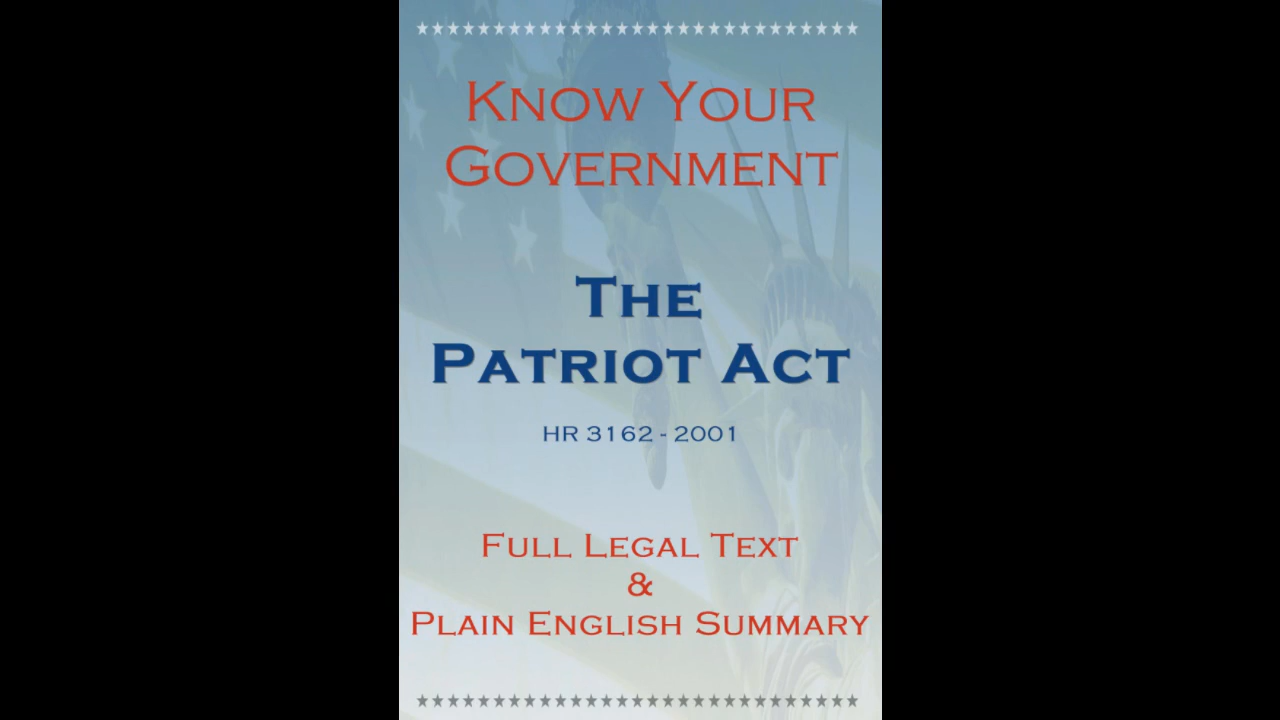 Know Your
Government
The
Patriot Act
HR 3162 - 2001
Full Legal Text
&
Plain English Summary